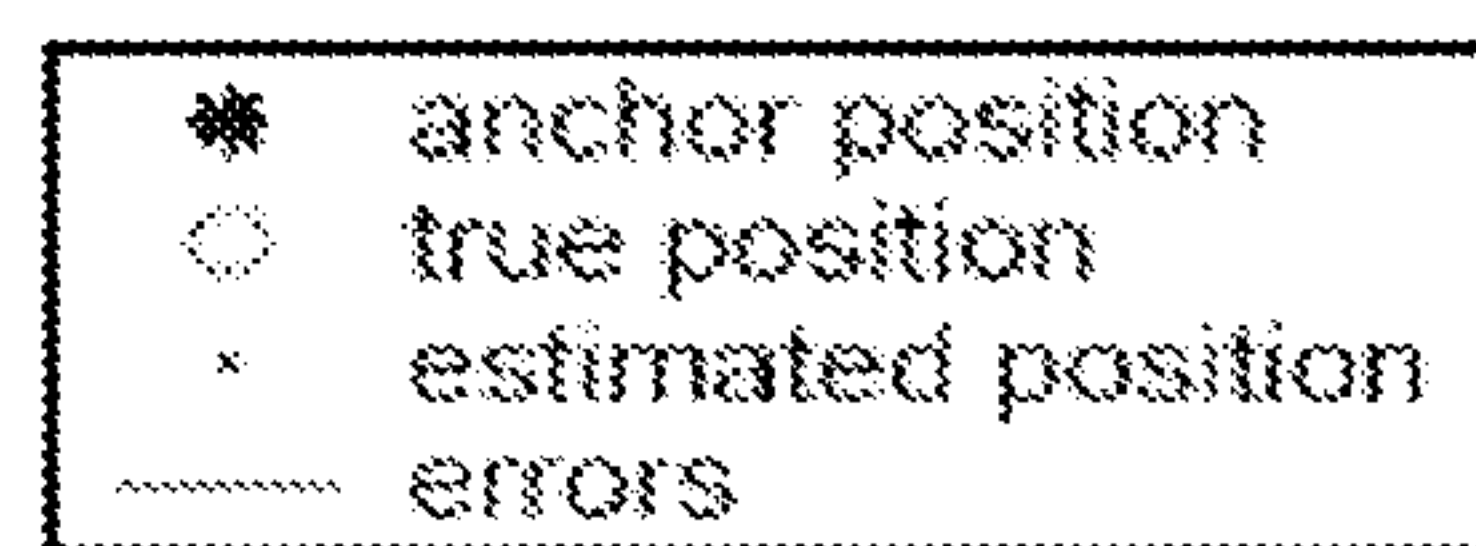 anchor position
true position
estimated position
errors